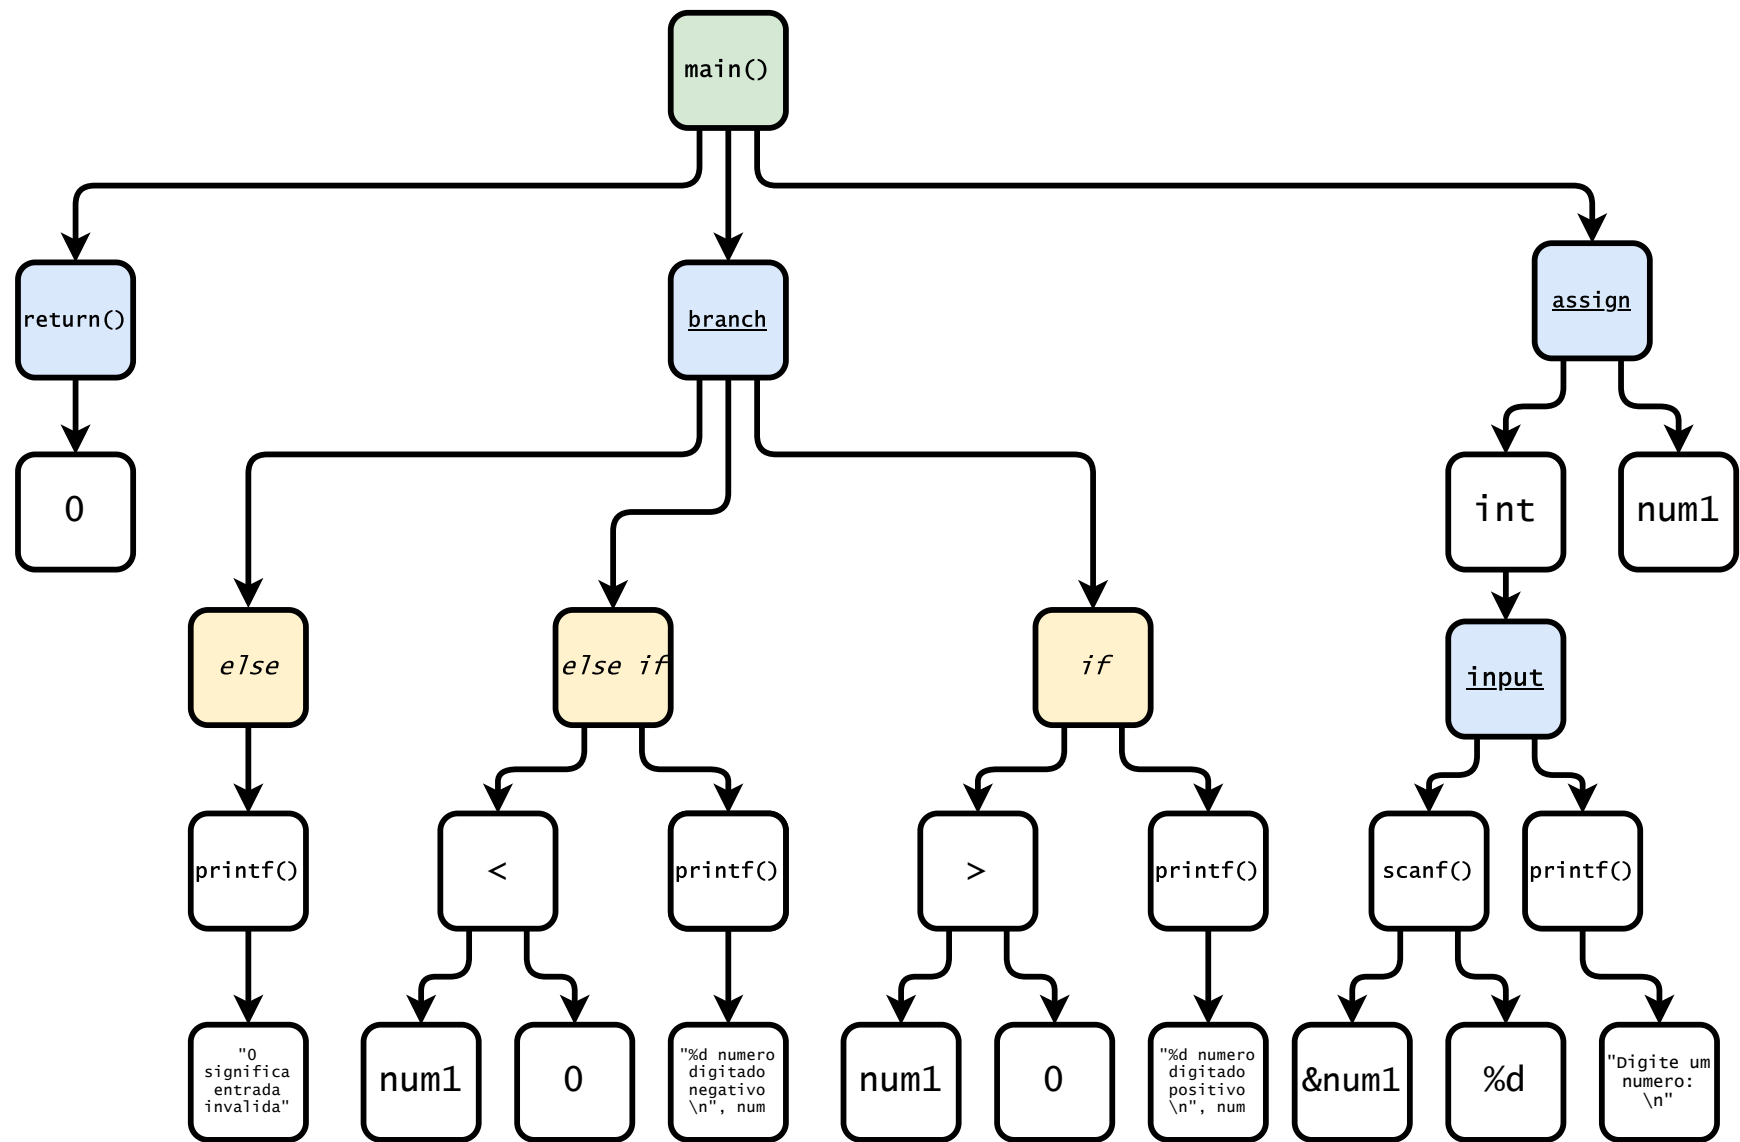 main()
return()
branch
assign
0
int
num1
else
else if
if
input
printf()
<
printf()
>
printf()
scanf()
printf()
"0
significa
entrada
invalida"
num1
0
"%d numero
digitado
negativo
\n", num
num1
0
"%d numero
digitado
positivo
\n", num
&num1
%d
"Digite um
numero:
\n"